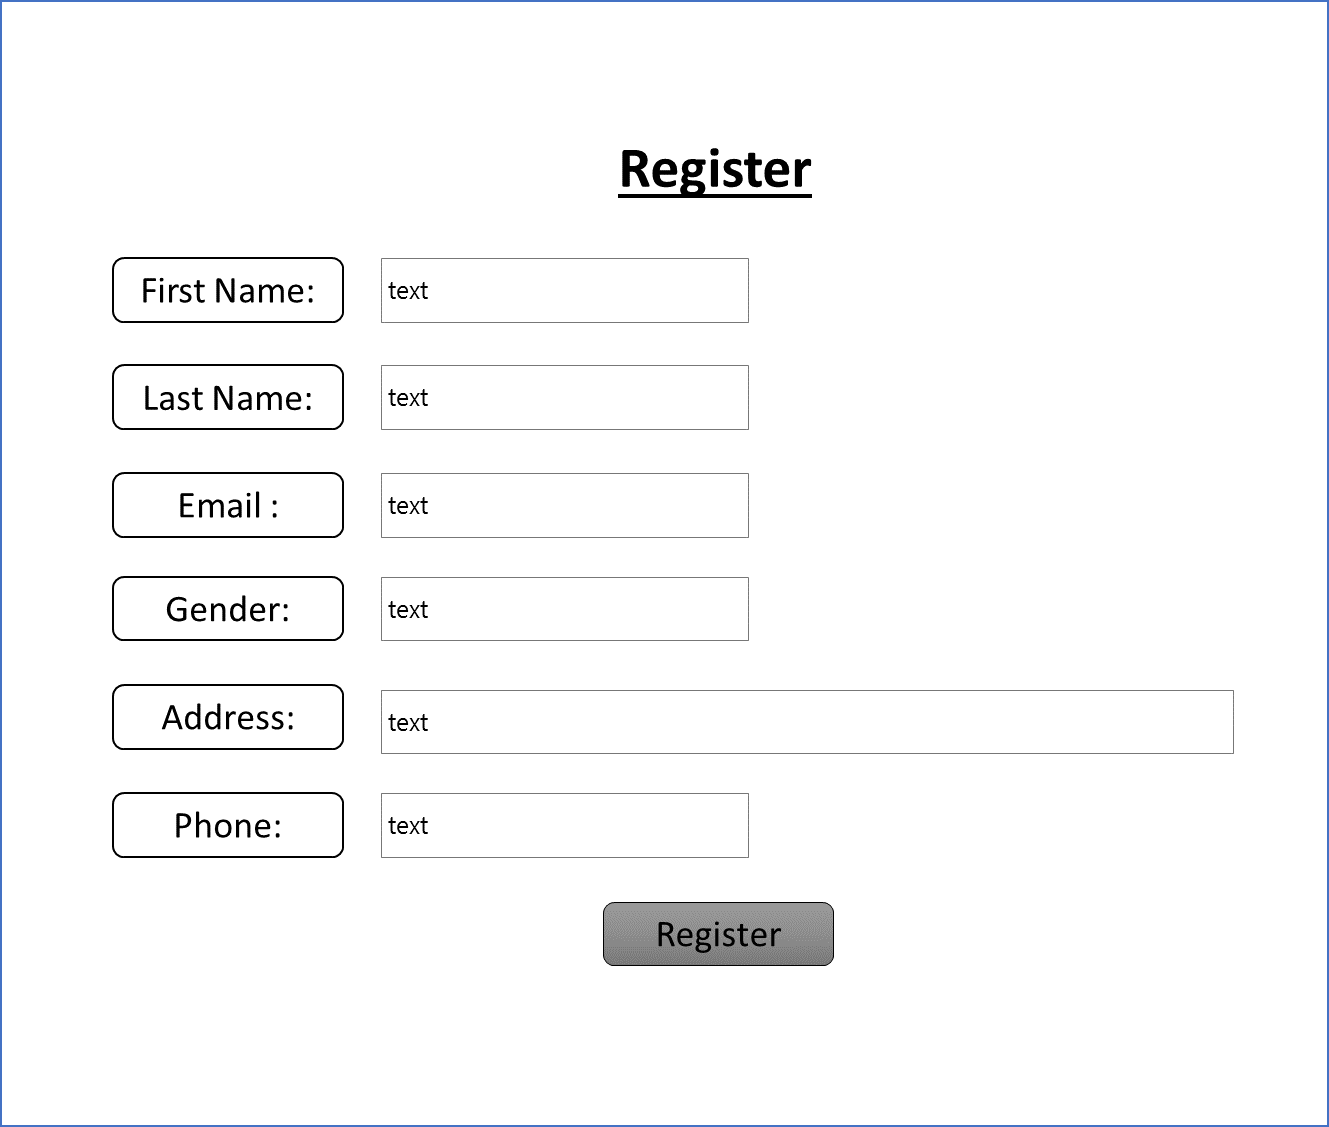 Register
First Name: text
Last Name: text
Email : text
Gender: text
Address: text
Phone: text
Register